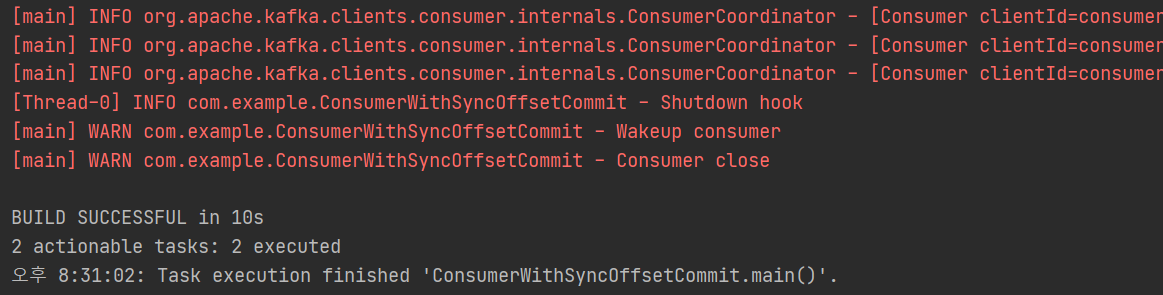 [main] INFO org.apache.kafka.clients.consumer.internals.ConsumerCoordinator - [Consumer clientId=consumer
[main] INFO org.apache.kafka.clients.consumer.internals.ConsumerCoordinator - [Consumer clientId=consumer
[main] INFO org.apache.kafka.clients.consumer.internals.ConsumerCoordinator - [Consumer clientId=consumer
[Thread-0] INFO com.example.ConsumerWithSyncOffsetCommit - Shutdown hook
[main] WARN com.example.ConsumerWithSyncOffsetCommit - Wakeup consumer
[main] WARN com.example.ConsumerWithSyncOffsetCommit - Consumer close
BUILD SUCCESSFUL in 10s
2 actionable tasks: 2 executed
오후 8:31:02: Task execution finished 'ConsumerWithSyncOffsetCommit.main()'.